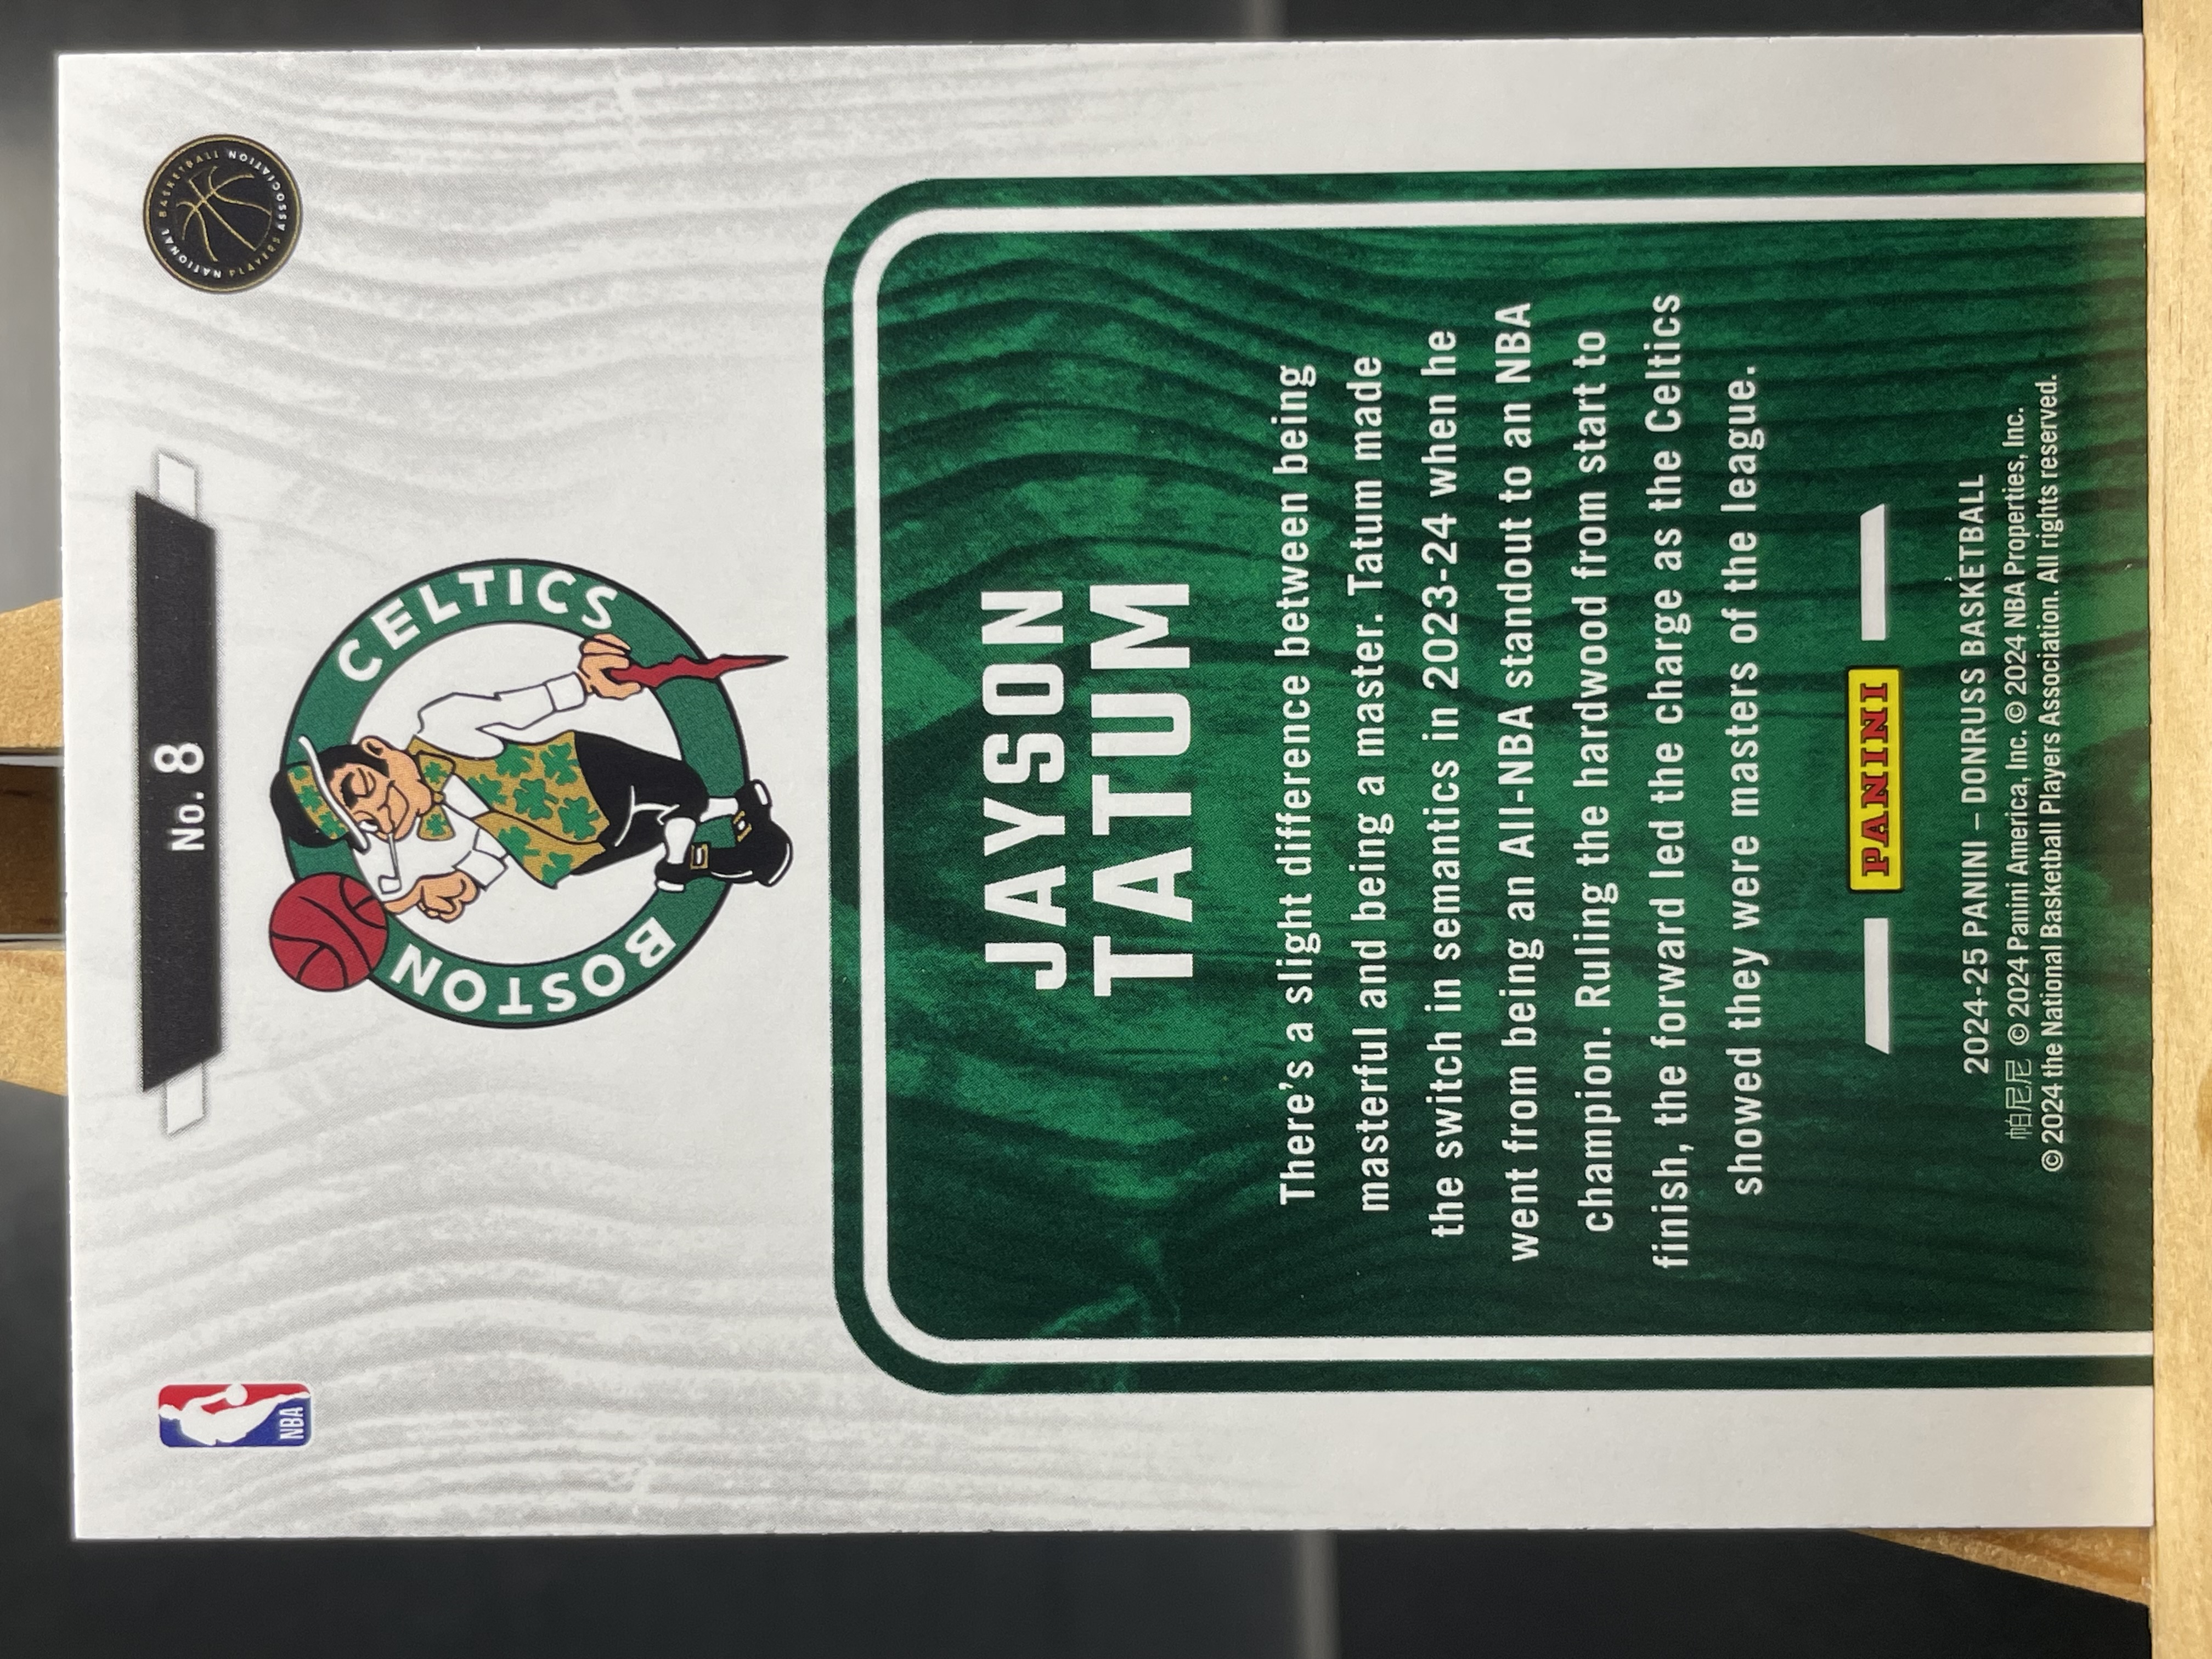 NBA
No. 8
NATIONAL BASKETBALL PLAYERS ASSOCIATION
BOSTON CELTICS
JAYSON
TATUM
There's a slight difference between being
masterful and being a master. Tatum made
the switch in semantics in 2023-24 when he
went from being an All-NBA standout to an NBA
champion. Ruling the hardwood from start to
finish, the forward led the charge as the Celtics
showed they were masters of the league.
PANINI
2024-25 PANINI – DONRUSS BASKETBALL
帕尼尼 © 2024 Panini America, Inc. © 2024 NBA Properties, Inc.
© 2024 the National Basketball Players Association. All rights reserved.